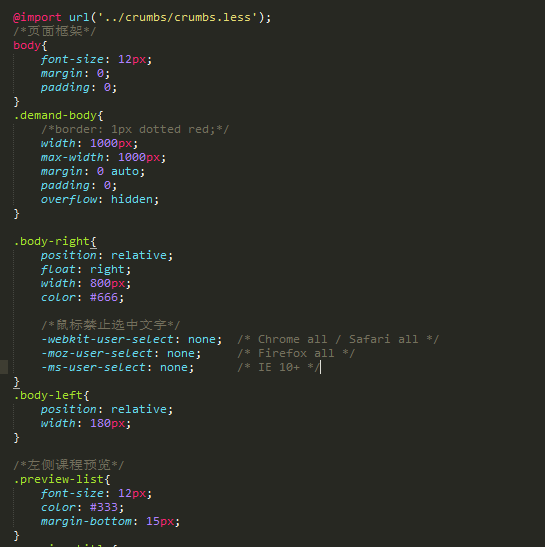 @import url('../crumbs/crumbs.less');
/*页面框架*/
body{
font-size: 12px;
margin: 0;
padding: 0;
}
.demand-body{
/*border: 1px dotted red;*/
width: 1000px;
max-width: 1000px;
margin: 0 auto;
padding: 0;
overflow: hidden;
}
.body-right{
position: relative;
float: right;
width: 800px;
color: #666;
/*鼠标禁止选中文字*/
-webkit-user-select: none;  /* Chrome all / Safari all */
-moz-user-select: none;     /* Firefox all */
-ms-user-select: none;      /* IE 10+ */
}
.body-left{
position: relative;
width: 180px;
}
/*左侧课程预览*/
.preview-list{
font-size: 12px;
color: #333;
margin-bottom: 15px;
}